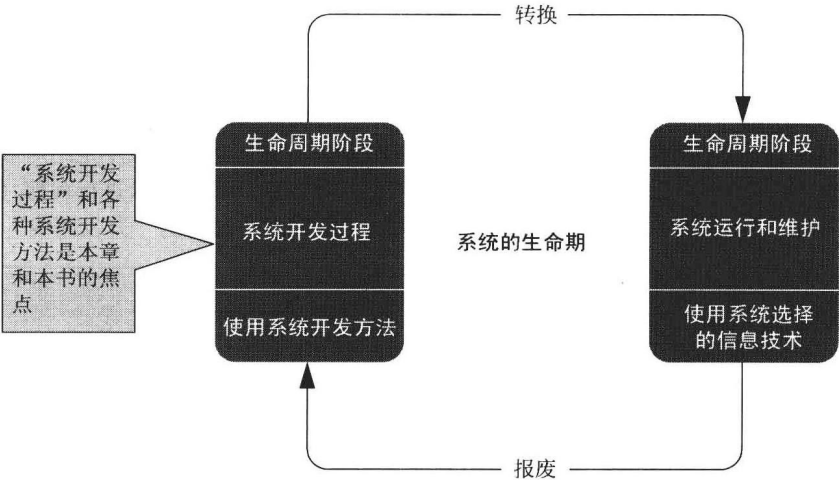 转换
生命周期阶段
系统开发过程
使用系统开发方法
“系统开发
过程”和各
种系统开发
方法是本章
和本书的焦
点
系统的生命期
生命周期阶段
系统运行和维护
使用系统选择
的信息技术
报废